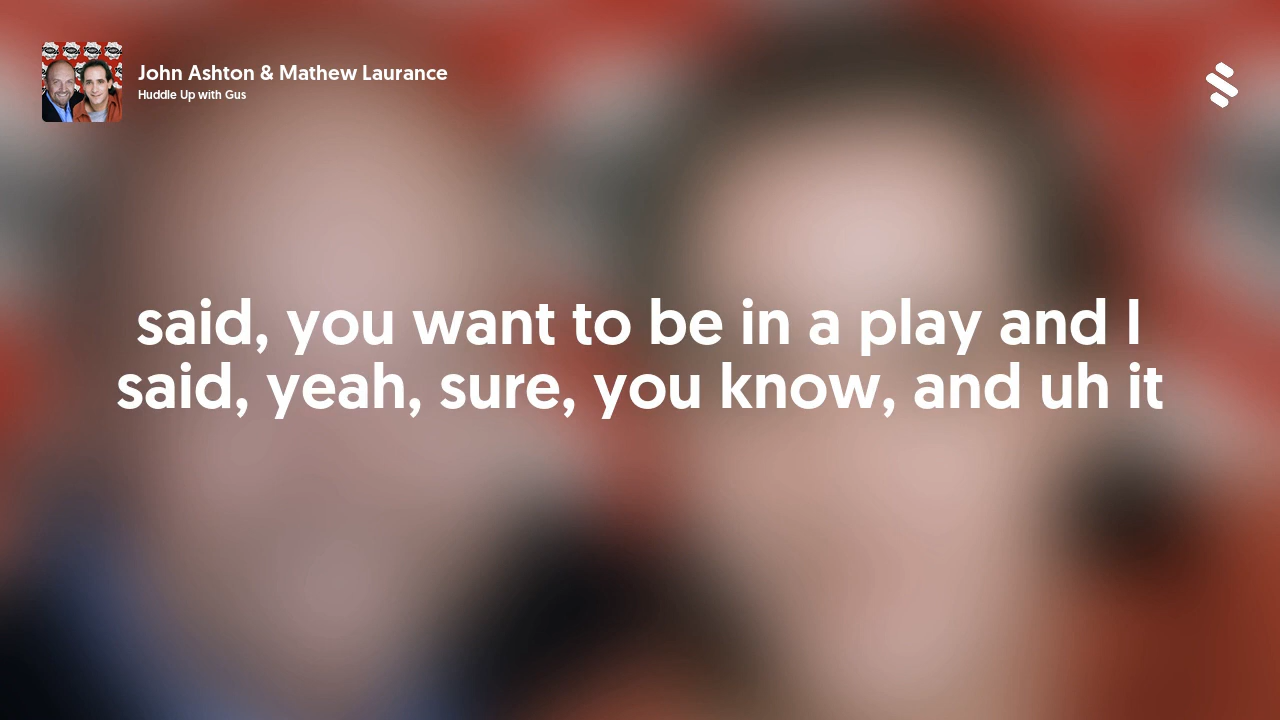 John Ashton & Mathew Laurance
Huddle Up with Gus
said, you want to be in a play and I
said, yeah, sure, you know, and uh it